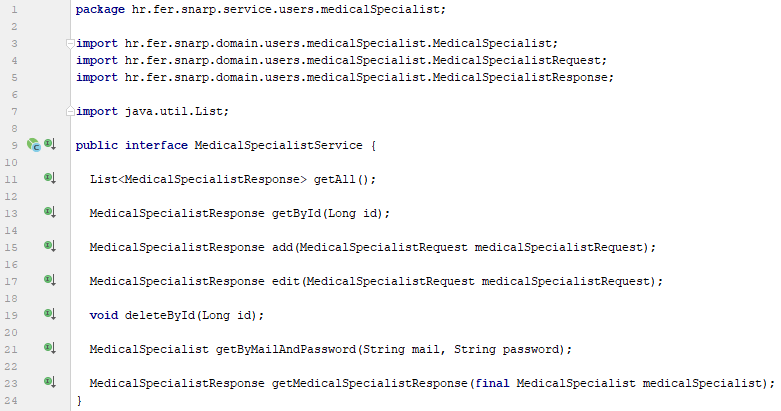 1 package hr.fer.snarp.service.users.medicalSpecialist;
2
3 import hr.fer.snarp.domain.users.medicalSpecialist.MedicalSpecialist;
4 import hr.fer.snarp.domain.users.medicalSpecialist.MedicalSpecialistRequest;
5 import hr.fer.snarp.domain.users.medicalSpecialist.MedicalSpecialistResponse;
6
7 import java.util.List;
8
9 public interface MedicalSpecialistService {
10
11 List<MedicalSpecialistResponse> getAll();
12
13 MedicalSpecialistResponse getById(Long id);
14
15 MedicalSpecialistResponse add(MedicalSpecialistRequest medicalSpecialistRequest);
16
17 MedicalSpecialistResponse edit(MedicalSpecialistRequest medicalSpecialistRequest);
18
19 void deleteById(Long id);
20
21 MedicalSpecialist getByMailAndPassword(String mail, String password);
22
23 MedicalSpecialistResponse getMedicalSpecialistResponse(final MedicalSpecialist medicalSpecialist);
24 }